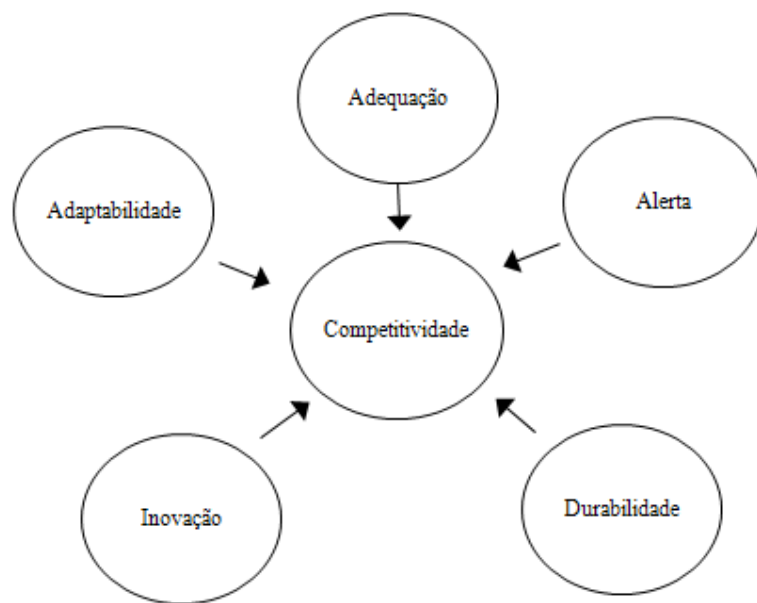 Adequação
Adaptabilidade
Alerta
Competitividade
Inovação
Durabilidade